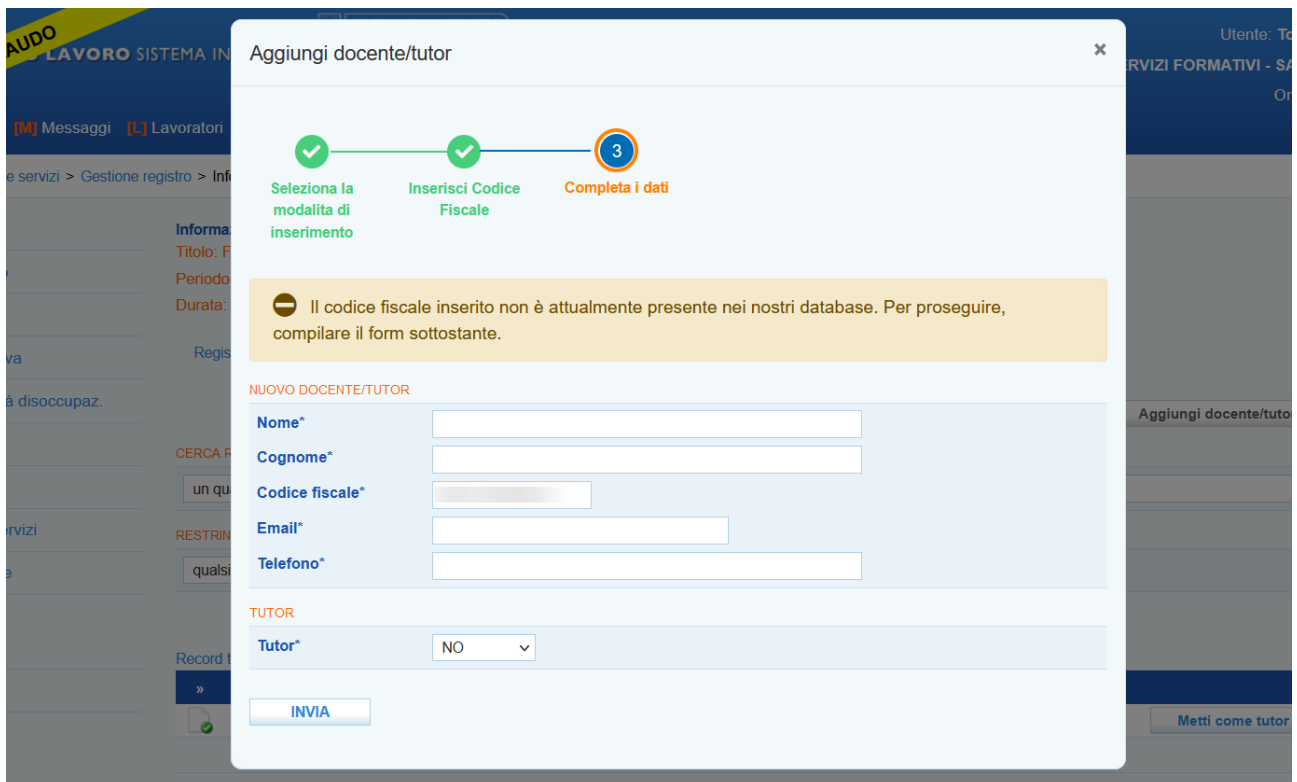 AUDO
LAVORO SISTEMA IN
Utente: To
RVIZI FORMATIVI - SA
Or
[M] Messaggi [L] Lavoratori
e servizi > Gestione registro > Info
Aggiungi docente/tutor
×
3
Seleziona la
modalita di
inserimento
Inserisci Codice
Fiscale
Completa i dati
Informa
Titolo: F
Periodo
Durata:
Regis
va
à disoccupaz.
Il codice fiscale inserito non è attualmente presente nei nostri database. Per proseguire,
compilare il form sottostante.
NUOVO DOCENTE/TUTOR
Nome*
Cognome*
Codice fiscale*
Email*
Telefono*
TUTOR
Tutor* NO
INVIA
Aggiungi docente/tutor
CERCA R
un qua
rvizi
RESTRIN
e
qualsi
Record t
»
Metti come tutor